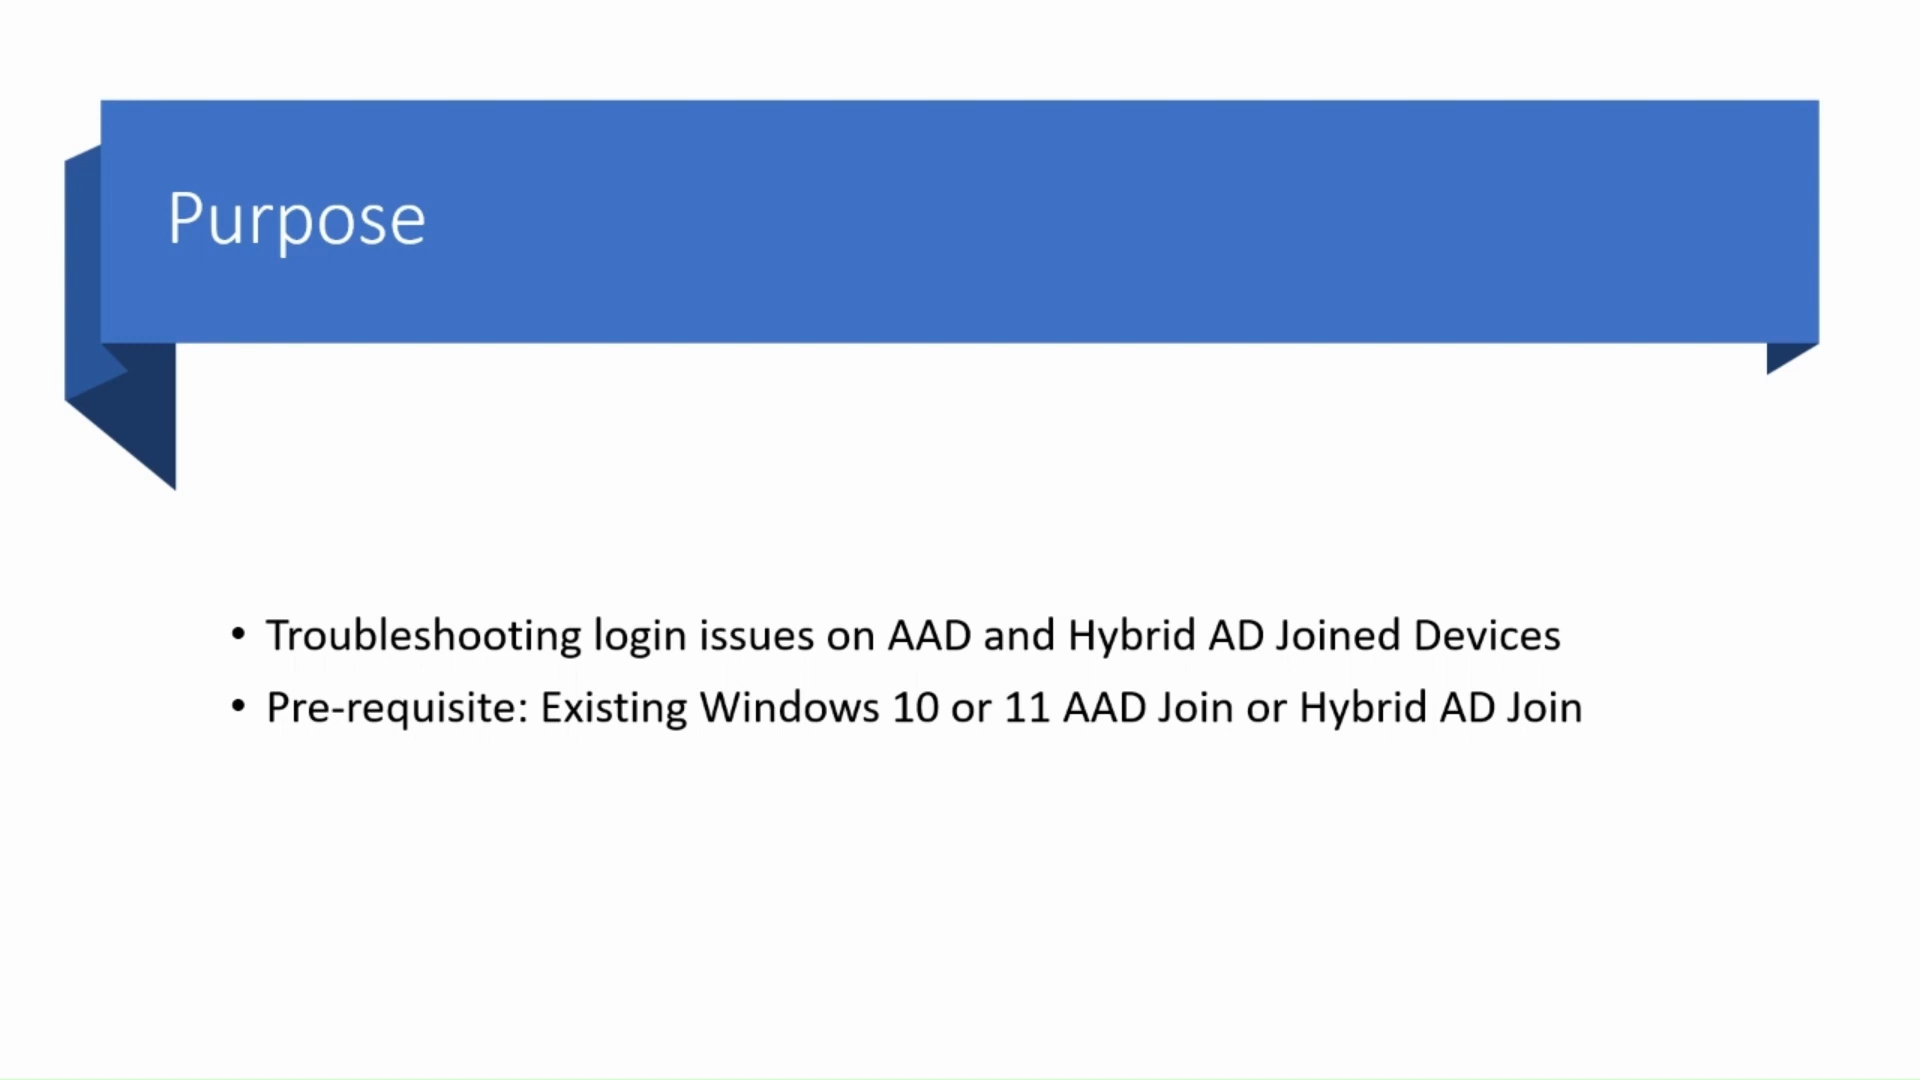 Purpose
• Troubleshooting login issues on AAD and Hybrid AD Joined Devices
• Pre-requisite: Existing Windows 10 or 11 AAD Join or Hybrid AD Join